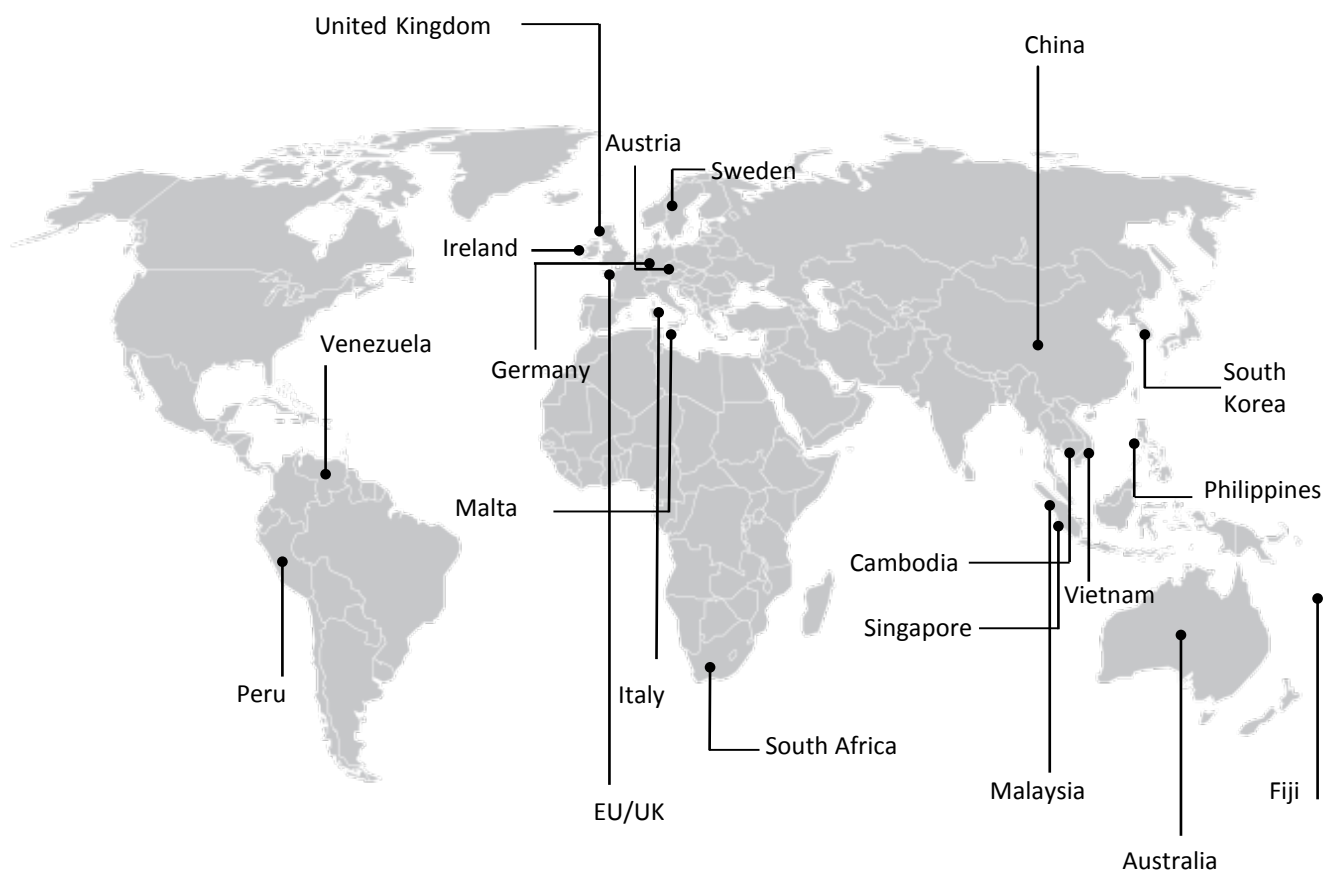 United Kingdom
China
Austria
Sweden
Ireland
Venezuela
Germany
South
Korea
Malta
Philippines
Cambodia
Vietnam
Singapore
Peru
Italy
South Africa
Malaysia
Fiji
EU/UK
Australia